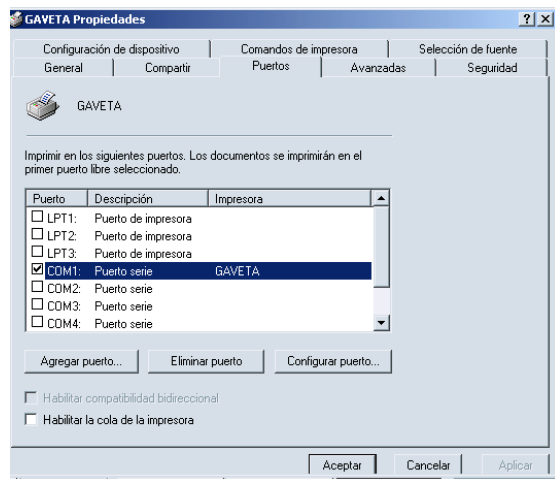 GAVETA Propiedades
Configuración de dispositivo Comandos de impresora Selección de fuente
General Compartir Puertos Avanzadas Seguridad
GAVETA
Imprimir en los siguientes puertos. Los documentos se imprimirán en el
primer puerto libre seleccionado.
Puerto Descripción Impresora
LPT1: Puerto de impresora
LPT2: Puerto de impresora
LPT3: Puerto de impresora
COM1: Puerto serie GAVETA
COM2: Puerto serie
COM3: Puerto serie
COM4: Puerto serie
Agregar puerto... Eliminar puerto Configurar puerto...
Habilitar compatibilidad bidireccional
Habilitar la cola de la impresora
Aceptar Cancelar Aplicar